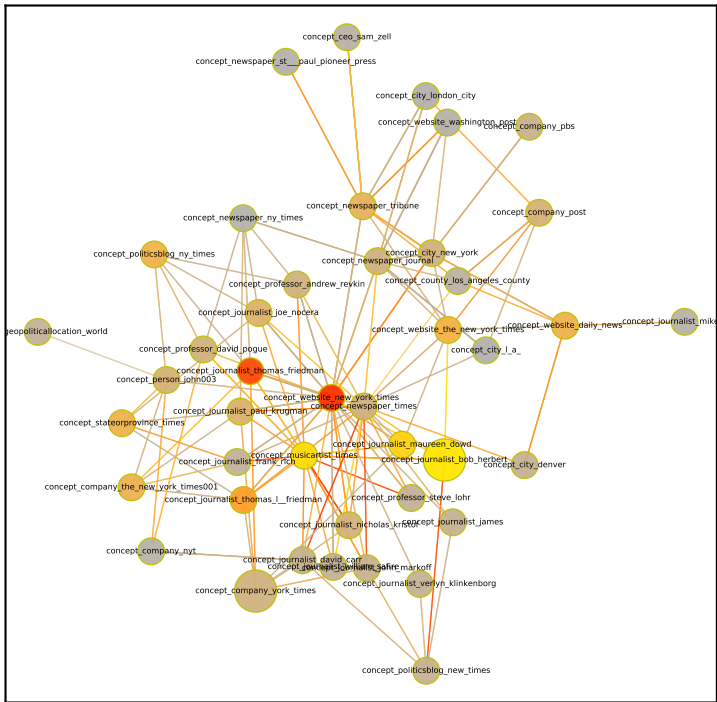 concept_ceo_sam_zell
concept_newspaper_st__paul_pioneer_press
concept_city_london_city
concept_website_washington_post
concept_company_pbs
concept_newspaper_tribune
concept_company_post
concept_newspaper_ny_times
concept_politicsblog_ny_times
concept_city_new_york
concept_newspaper_journal
concept_county_los_angeles_county
concept_professor_andrew_revkin
concept_journalist_joe_nocera
geopoliticallocation_world
concept_website_the_new_york_times
concept_website_daily_news
concept_journalist_mike
concept_professor_david_pogue
concept_city_l_a_
concept_journalist_thomas_friedman
concept_person_john003
concept_website_new_york_times
concept_newspaper_times
concept_journalist_paul_krugman
concept_stateorprovince_times
concept_journalist_maureen_dowd
concept_musicartist_times
concept_journalist_bob_herbert
concept_journalist_frank_rich
concept_city_denver
concept_company_the_new_york_times001
concept_journalist_thomas_l__friedman
concept_professor_steve_lohr
concept_journalist_nicholas_kristof
concept_journalist_james
concept_company_nyt
concept_journalist_david_carr
concept_journalist_william_safire
concept_journalist_john_markoff
concept_journalist_verlyn_klinkenborg
concept_company_york_times
concept_politicsblog_new_times